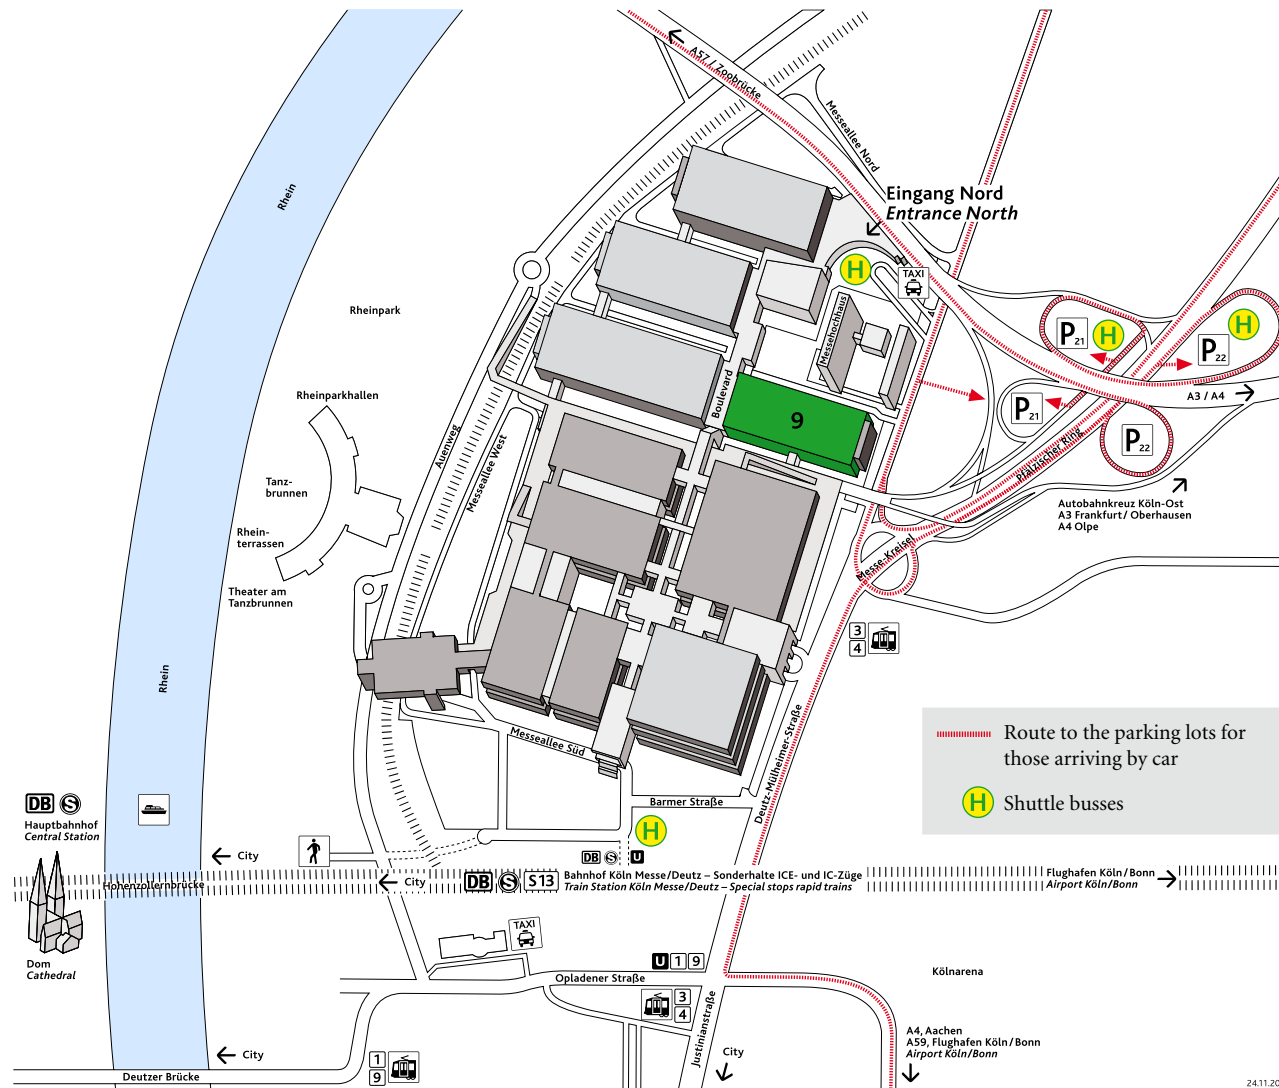 A57 / Zoobrücke
Messeallee Nord
Rhein
Eingang Nord
Entrance North
H
TAXI
Rheinpark
Messehochhaus
P21
H
H
P22
A3 / A4
Rheinparkhallen
Boulevard
9
P21
P22
Auenweg
Messeallee West
Pfälzischer Ring
Tanz-
brunnen
Autobahnkreuz Köln-Ost
A3 Frankfurt / Oberhausen
A4 Olpe
Rhein-
terrassen
Messe-Kreisel
Theater am
Tanzbrunnen
3
4
Rhein
Route to the parking lots for
those arriving by car
H Shuttle busses
Messeallee Süd
Deutz-Mülheimer-Straße
Barmer Straße
H
DB S
Hauptbahnhof
Central Station
City
DB S U
Hohenzollernbrücke
City
DB S S 13
Bahnhof Köln Messe/Deutz – Sonderhalte ICE- und IC-Züge
Train Station Köln Messe/Deutz – Special stops rapid trains
Flughafen Köln / Bonn
Airport Köln/Bonn
TAXI
Dom
Cathedral
U 1 9
Opladener Straße
Kölnarena
3
4
Justinianstraße
A4, Aachen
A59, Flughafen Köln / Bonn
Airport Köln/Bonn
City
City
1
9
Deutzer Brücke
24.11.20